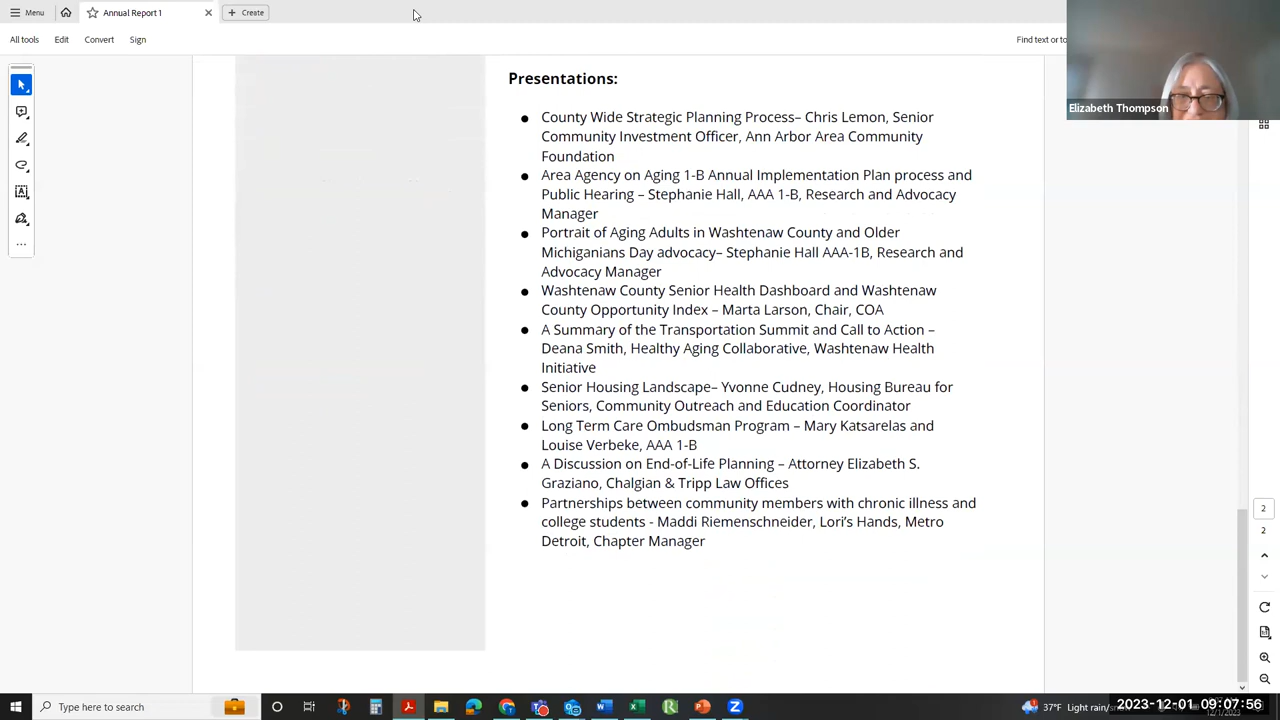 Menu
Annual Report 1
Create
All tools
Edit
Convert
Sign
Find text or to
Elizabeth Thompson
Presentations:
County Wide Strategic Planning Process– Chris Lemon, Senior
Community Investment Officer, Ann Arbor Area Community
Foundation
Area Agency on Aging 1-B Annual Implementation Plan process and
Public Hearing – Stephanie Hall, AAA 1-B, Research and Advocacy
Manager
Portrait of Aging Adults in Washtenaw County and Older
Michiganians Day advocacy– Stephanie Hall AAA-1B, Research and
Advocacy Manager
Washtenaw County Senior Health Dashboard and Washtenaw
County Opportunity Index – Marta Larson, Chair, COA
A Summary of the Transportation Summit and Call to Action –
Deana Smith, Healthy Aging Collaborative, Washtenaw Health
Initiative
Senior Housing Landscape– Yvonne Cudney, Housing Bureau for
Seniors, Community Outreach and Education Coordinator
Long Term Care Ombudsman Program – Mary Katsarelas and
Louise Verbeke, AAA 1-B
A Discussion on End-of-Life Planning – Attorney Elizabeth S.
Graziano, Chalgian & Tripp Law Offices
Partnerships between community members with chronic illness and
college students - Maddi Riemenschneider, Lori's Hands, Metro
Detroit, Chapter Manager
2
2
Type here to search
37°F Light rain/
2023-12-01 09:07:56